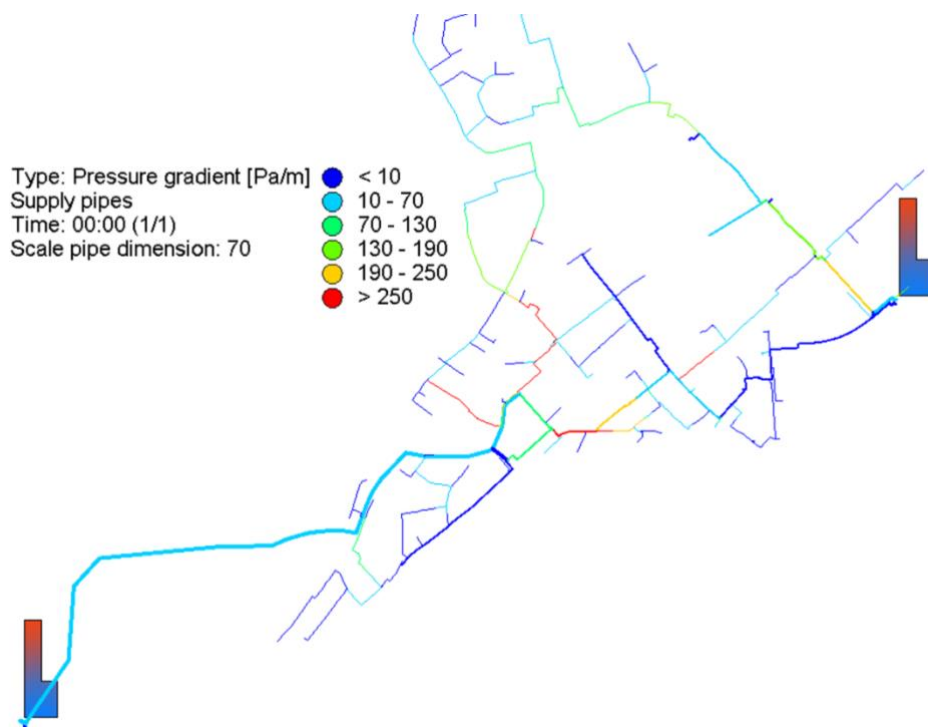 Type: Pressure gradient [Pa/m]
Supply pipes
Time: 00:00 (1/1)
Scale pipe dimension: 70
< 10
10 - 70
70 - 130
130 - 190
190 - 250
> 250